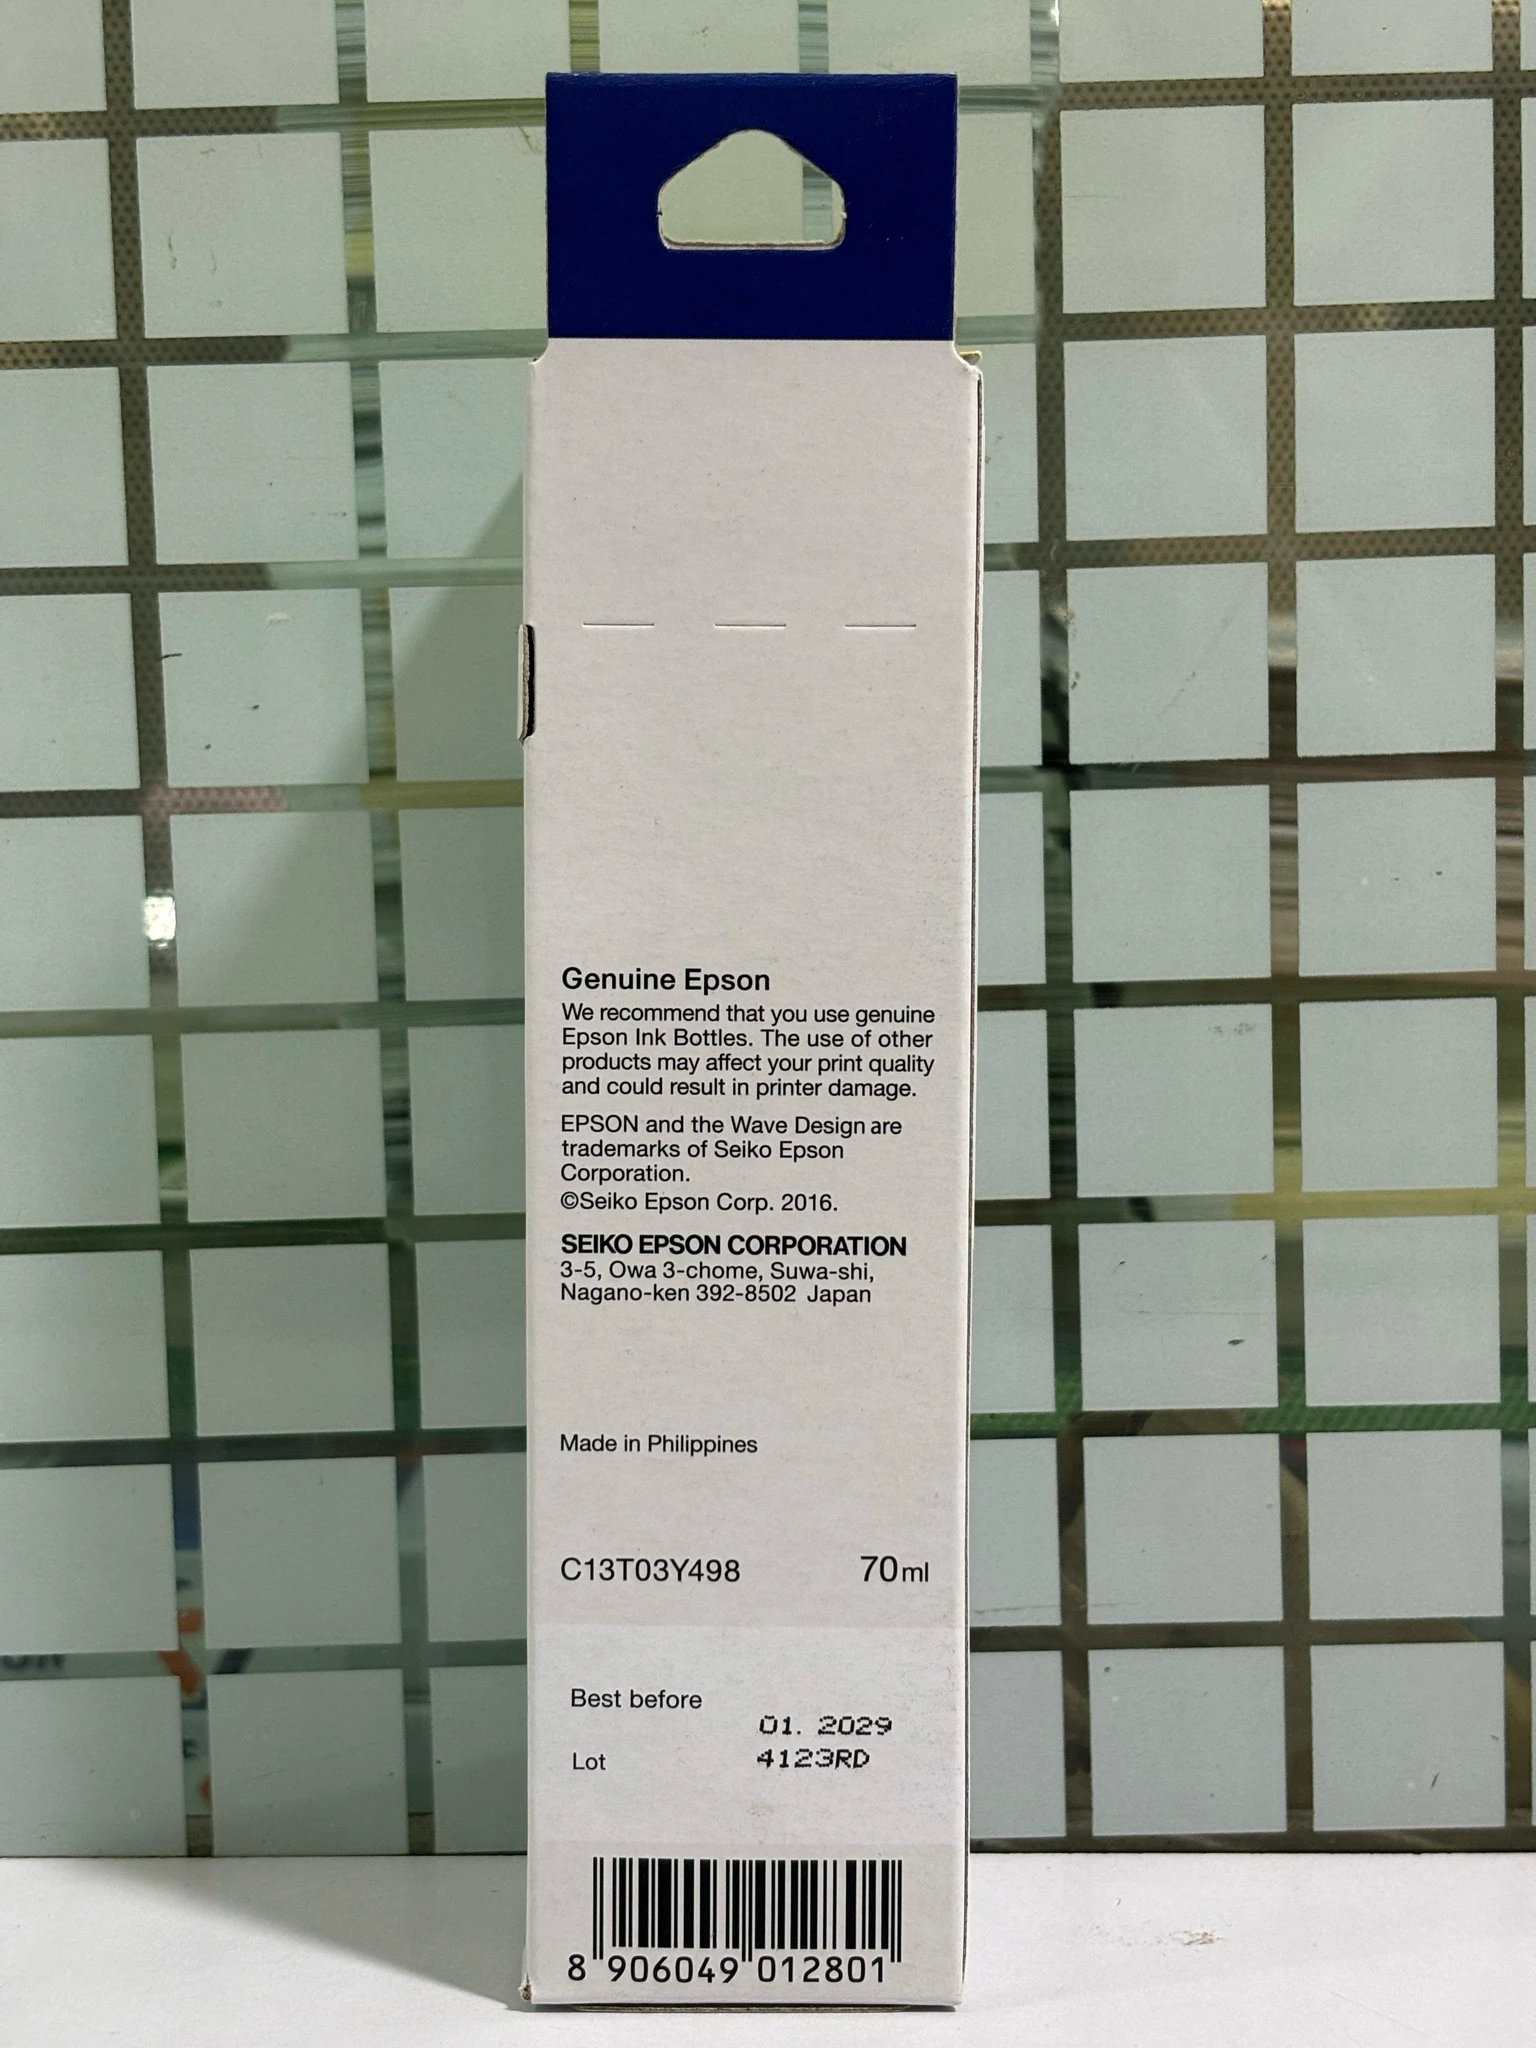 Genuine Epson
We recommend that you use genuine
Epson Ink Bottles. The use of other
products may affect your print quality
and could result in printer damage.
EPSON and the Wave Design are
trademarks of Seiko Epson
Corporation.
©Seiko Epson Corp. 2016.
SEIKO EPSON CORPORATION
3-5, Owa 3-chome, Suwa-shi,
Nagano-ken 392-8502 Japan
Made in Philippines
C13T03Y498 70ml
Best before 01. 2029
Lot 4123RD
8 906049 012801